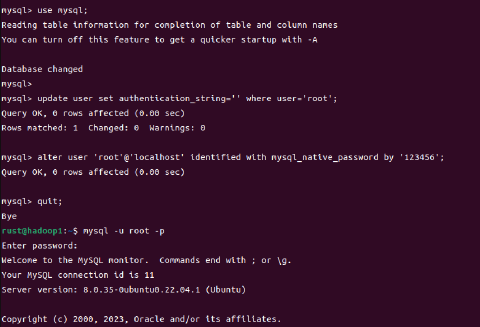 mysql> use mysql;
Reading table information for completion of table and column names
You can turn off this feature to get a quicker startup with -A
Database changed
mysql>
mysql> update user set authentication_string='' where user='root';
Query OK, 0 rows affected (0.00 sec)
Rows matched: 1  Changed: 0  Warnings: 0
mysql> alter user 'root'@'localhost' identified with mysql_native_password by '123456';
Query OK, 0 rows affected (0.00 sec)
mysql> quit;
Bye
rust@hadoop1:~$ mysql -u root -p
Enter password:
Welcome to the MySQL monitor.  Commands end with ; or \g.
Your MySQL connection id is 11
Server version: 8.0.35-0ubuntu0.22.04.1 (Ubuntu)
Copyright (c) 2000, 2023, Oracle and/or its affiliates.